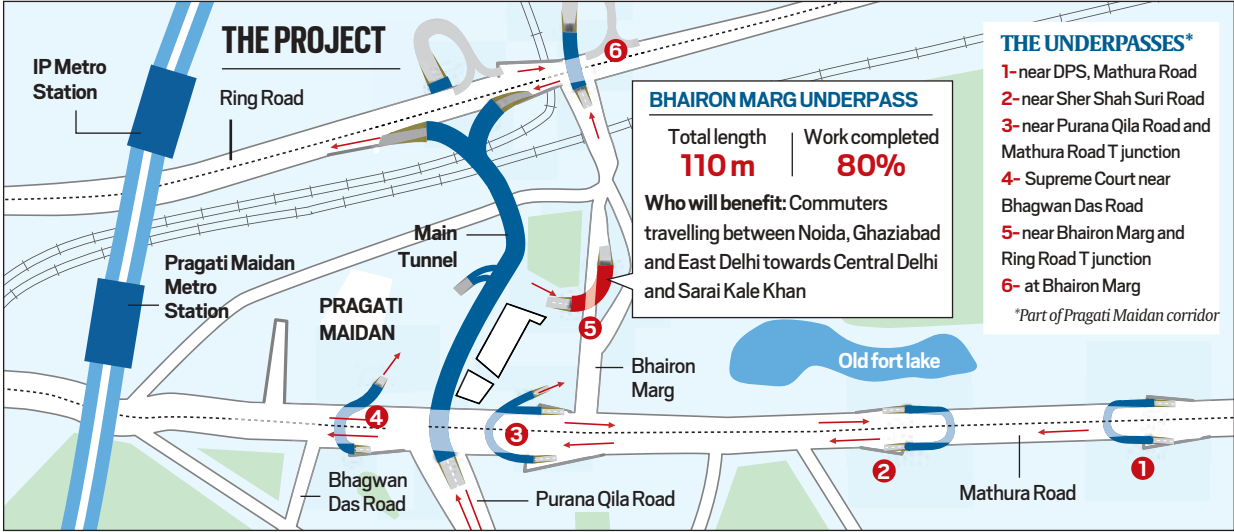 THE PROJECT
IP Metro
Station
Ring Road
6
BHAIRON MARG UNDERPASS
Total length
110 m
Work completed
80%
Who will benefit: Commuters
travelling between Noida, Ghaziabad
and East Delhi towards Central Delhi
and Sarai Kale Khan
THE UNDERPASSES*
1- near DPS, Mathura Road
2- near Sher Shah Suri Road
3- near Purana Qila Road and
Mathura Road T junction
4- Supreme Court near
Bhagwan Das Road
5- near Bhairon Marg and
Ring Road T junction
6- at Bhairon Marg
*Part of Pragati Maidan corridor
Main
Tunnel
Pragati Maidan
Metro
Station
PRAGATI
MAIDAN
5
Bhairon
Marg
Old fort lake
4
3
2
1
Bhagwan
Das Road
Purana Qila Road
Mathura Road